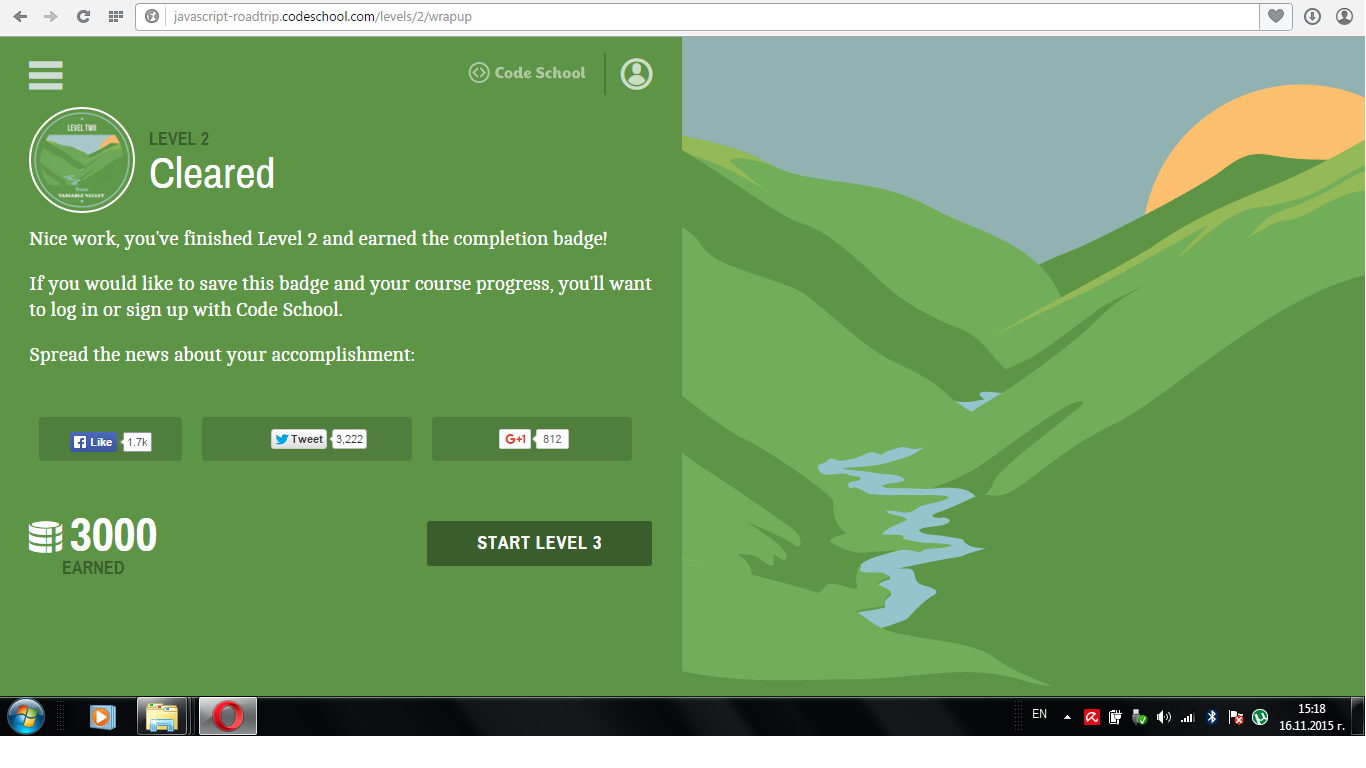 javascript-roadtrip.codeschool.com/levels/2/wrapup
Code School
LEVEL TWO
VARIABLE VALLEY
LEVEL 2
Cleared
Nice work, you've finished Level 2 and earned the completion badge!
If you would like to save this badge and your course progress, you'll want
to log in or sign up with Code School.
Spread the news about your accomplishment:
Like 1.7k
Tweet 3,222
G+1 812
3000
EARNED
START LEVEL 3
EN
15:18
16.11.2015 г.